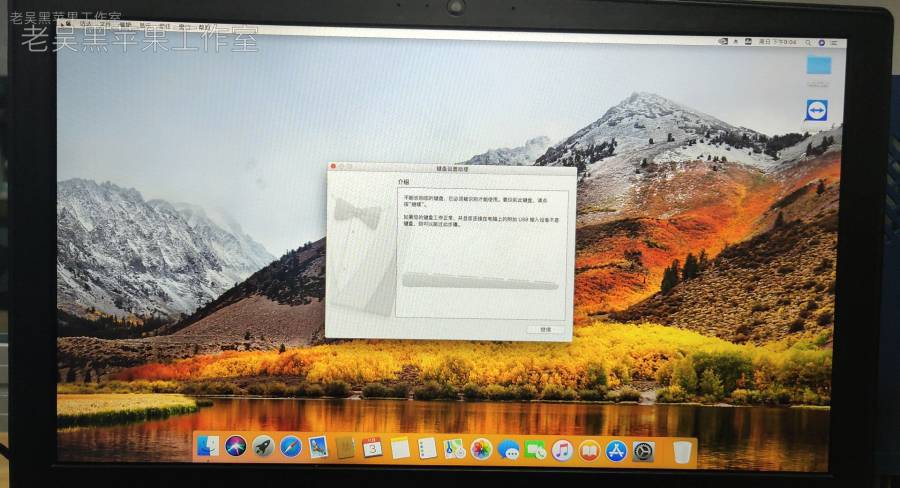 老吴黑苹果工作室
老吴黑苹果工作室
周日 下午9:04
键盘设置助理
介绍
不能识别您的键盘，它必须被识别才能使用。要识别此键盘，请点
按“继续”。
如果您的键盘工作正常，并且您连接在电脑上的附加 USB 输入设备不是
键盘，则可以跳过此步骤。
继续
3